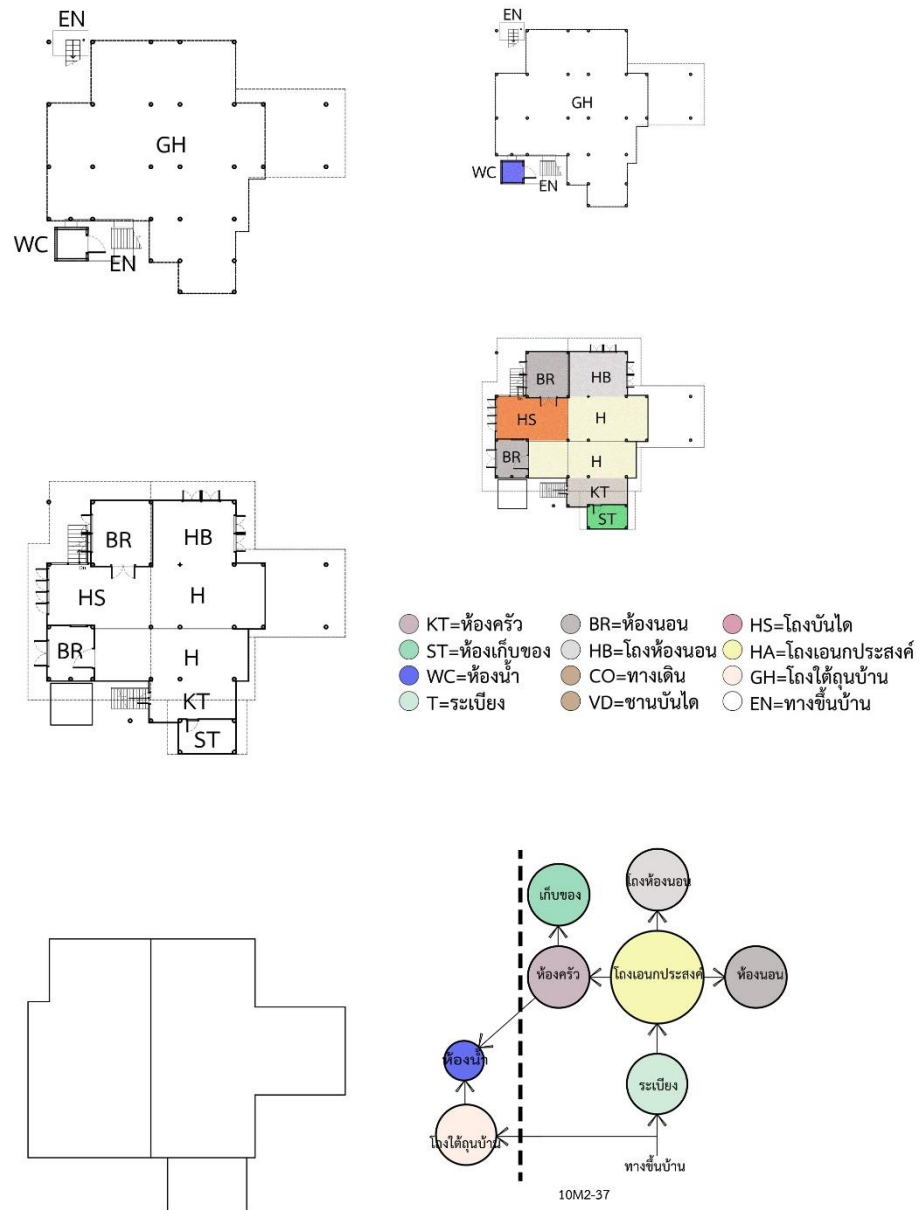 EN
GH
WC
EN
EN
GH
WC
EN
BR
HB
HS
H
BR
H
KT
ST
BR
HB
HS
H
BR
H
KT
ST
KT=ห้องครัว
BR=ห้องนอน
HS=โถงบันได
ST=ห้องเก็บของ
HB=โถงห้องนอน
HA=โถงเอนกประสงค์
WC=ห้องน้ำ
CO=ทางเดิน
GH=โถงใต้ถุนบ้าน
T=ระเบียง
VD=ชานบันได
EN=ทางขึ้นบ้าน
เก็บของ
โถงห้องนอน
ห้องครัว
โถงเอนกประสงค์
ห้องนอน
ห้องน้ำ
ระเบียง
โถงใต้ถุนบ้าน
ทางขึ้นบ้าน
10M2-37